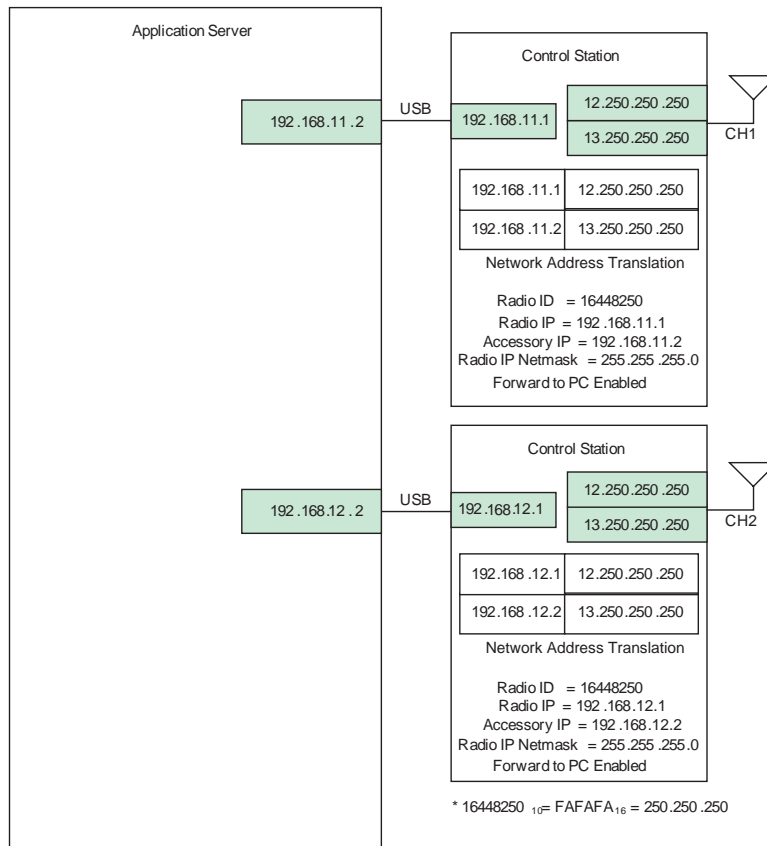 Application Server
192.168.11.2
USB
Control Station
192.168.11.1
12.250.250.250
13.250.250.250
CH1
192.168.11.1 12.250.250.250
192.168.11.2 13.250.250.250
Network Address Translation
Radio ID = 16448250
Radio IP = 192.168.11.1
Accessory IP = 192.168.11.2
Radio IP Netmask = 255.255.255.0
Forward to PC Enabled
192.168.12.2
USB
Control Station
192.168.12.1
12.250.250.250
13.250.250.250
CH2
192.168.12.1 12.250.250.250
192.168.12.2 13.250.250.250
Network Address Translation
Radio ID = 16448250
Radio IP = 192.168.12.1
Accessory IP = 192.168.12.2
Radio IP Netmask = 255.255.255.0
Forward to PC Enabled
* 16448250 ₁₀= FAFAFA₁₆ = 250.250.250